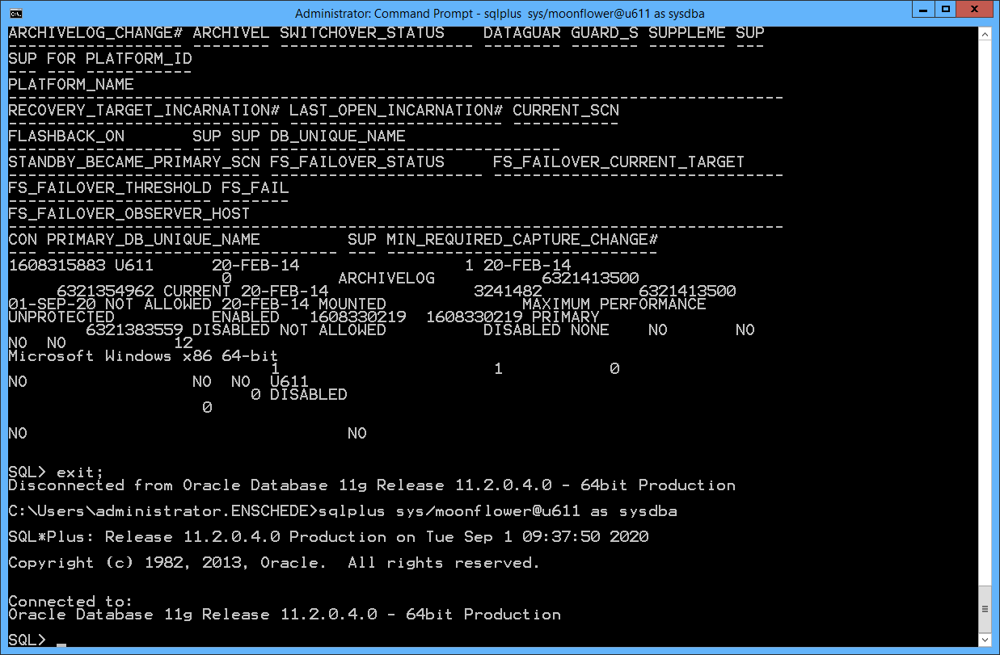 Administrator: Command Prompt - sqlplus sys/moonflower@u611 as sysdba
ARCHIVELOG_CHANGE# ARCHIVEL SWITCHOVER_STATUS    DATAGUAR GUARD_S SUPPLEME SUP
------------------ -------- -------------------- -------- ------- -------- ---
SUP FOR PLATFORM_ID
--- --- -----------
PLATFORM_NAME
--------------------------------------------------------------------------------
RECOVERY_TARGET_INCARNATION# LAST_OPEN_INCARNATION# CURRENT_SCN
---------------------------- ---------------------- -----------
FLASHBACK_ON       SUP SUP DB_UNIQUE_NAME
------------------ --- --- ------------------------------
STANDBY_BECAME_PRIMARY_SCN FS_FAILOVER_STATUS     FS_FAILOVER_CURRENT_TARGET
-------------------------- ---------------------- ------------------------------
FS_FAILOVER_THRESHOLD FS_FAIL
--------------------- -------
FS_FAILOVER_OBSERVER_HOST
--------------------------------------------------------------------------------
CON PRIMARY_DB_UNIQUE_NAME         SUP MIN_REQUIRED_CAPTURE_CHANGE#
--- ------------------------------ --- ----------------------------
1608315883 U611      20-FEB-14                 1 20-FEB-14
                      0           ARCHIVELOG           6321413500
     6321354962 CURRENT 20-FEB-14               3241482          6321413500
01-SEP-20 NOT ALLOWED 20-FEB-14 MOUNTED              MAXIMUM PERFORMANCE
UNPROTECTED          ENABLED   1608330219  1608330219 PRIMARY
        6321383559 DISABLED NOT ALLOWED          DISABLED NONE    NO       NO
NO  NO           12
Microsoft Windows x86 64-bit
                           1                      1           0
NO                 NO  NO  U611
                         0 DISABLED
                    0
NO                                 NO
SQL> exit;
Disconnected from Oracle Database 11g Release 11.2.0.4.0 - 64bit Production
C:\Users\administrator.ENSCHEDE>sqlplus sys/moonflower@u611 as sysdba
SQL*Plus: Release 11.2.0.4.0 Production on Tue Sep 1 09:37:50 2020
Copyright (c) 1982, 2013, Oracle.  All rights reserved.
Connected to:
Oracle Database 11g Release 11.2.0.4.0 - 64bit Production
SQL>